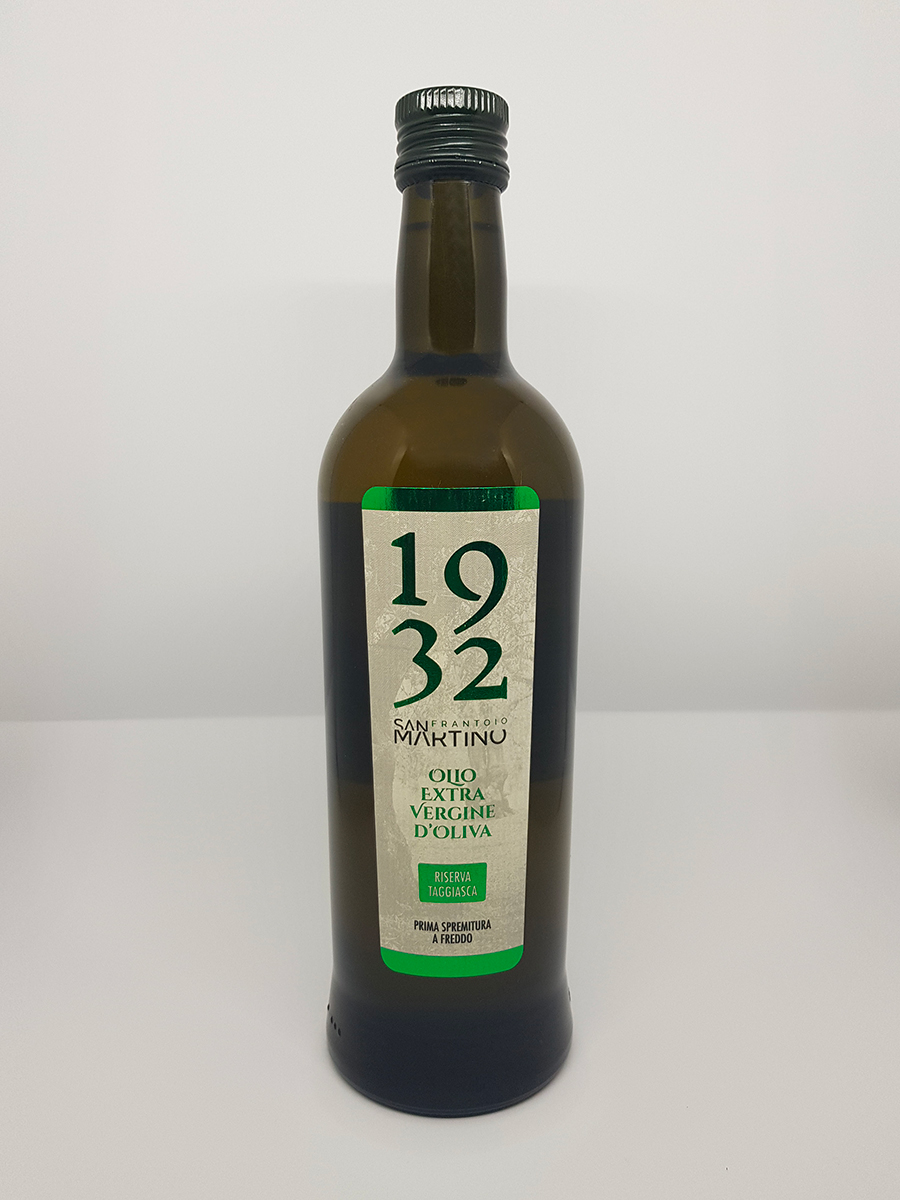 19
32
SAN FRANTOIO
MARTINO
OLIO
EXTRA
VERGINE
D'OLIVA
RISERVA
TAGGIASCA
PRIMA SPREMITURA
A FREDDO